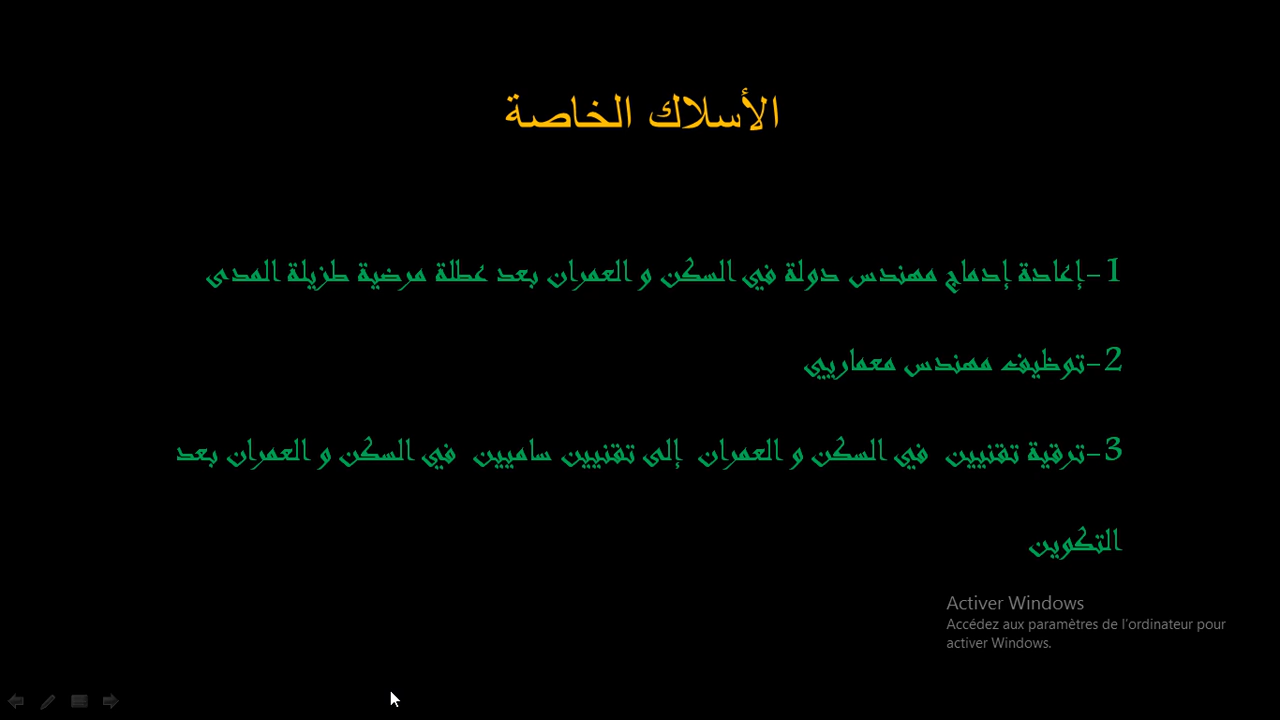 الأسلاك الخاصة
1-إعادة إدماج مهندس دولة في السكن و العمران بعد عطلة مرضية طزيلة المدى
2-توظيف مهندس معماريي
3-ترقية تقنيين في السكن و العمران إلى تقنيين ساميين في السكن و العمران بعد
التكوين
Activer Windows
Accédez aux paramètres de l'ordinateur pour
activer Windows.